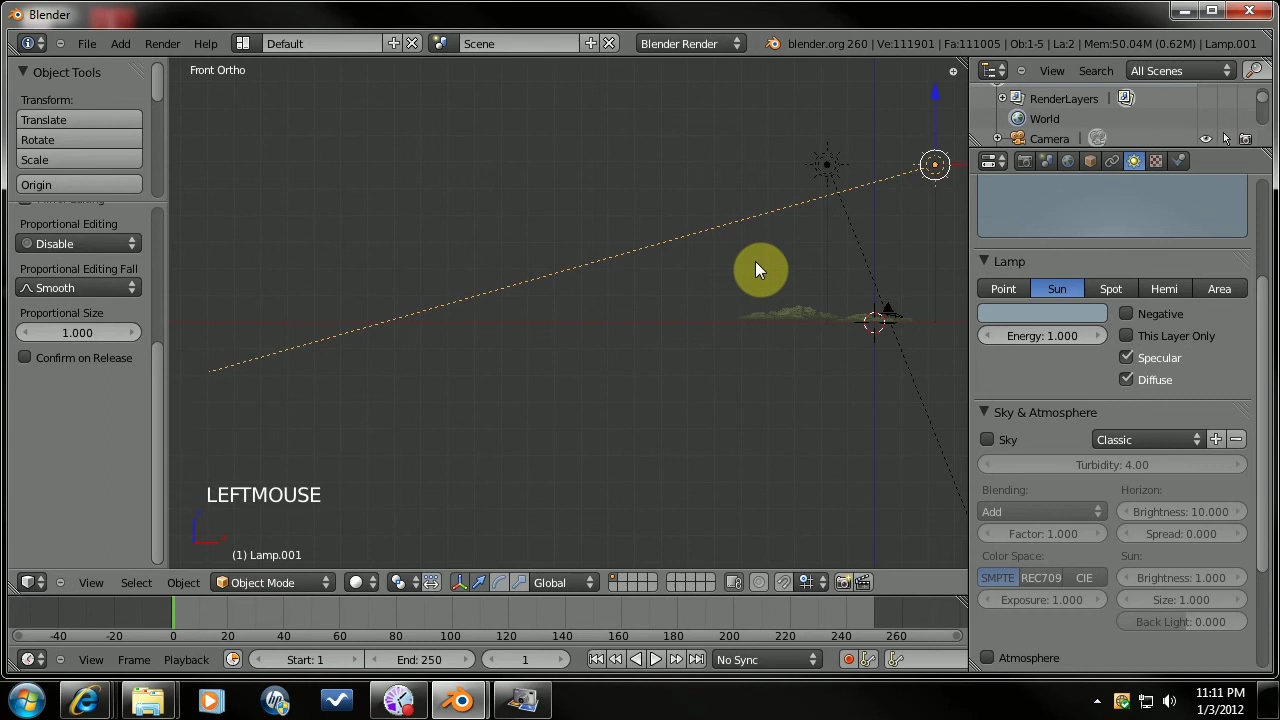 Blender
File Add Render Help
Default
Scene
Blender Render
blender.org 260 | Ve:111901 | Fa:111005 | Ob:1-5 | La:2 | Mem:50.04M (0.62M) | Lamp.001
Object Tools
Transform:
Translate
Rotate
Scale
Origin
Proportional Editing
Disable
Proportional Editing Fall
Smooth
Proportional Size
1.000
Confirm on Release
Front Ortho
LEFTMOUSE
(1) Lamp.001
View Search All Scenes
RenderLayers
World
Camera
Lamp
Point Sun Spot Hemi Area
Negative
Energy: 1.000
This Layer Only
Specular
Diffuse
Sky & Atmosphere
Sky
Classic
Turbidity: 4.00
Blending: Horizon:
Add
Brightness: 10.000
Factor: 1.000
Spread: 0.000
Color Space: Sun:
SMPTE REC709 CIE
Brightness: 1.000
Exposure: 1.000
Size: 1.000
Back Light: 0.000
Atmosphere
View Select Object
Object Mode
Global
-40 -20 0 20 40 60 80 100 120 140 160 180 200 220 240 260
View Frame Playback
Start: 1
End: 250
1
No Sync
11:11 PM
1/3/2012